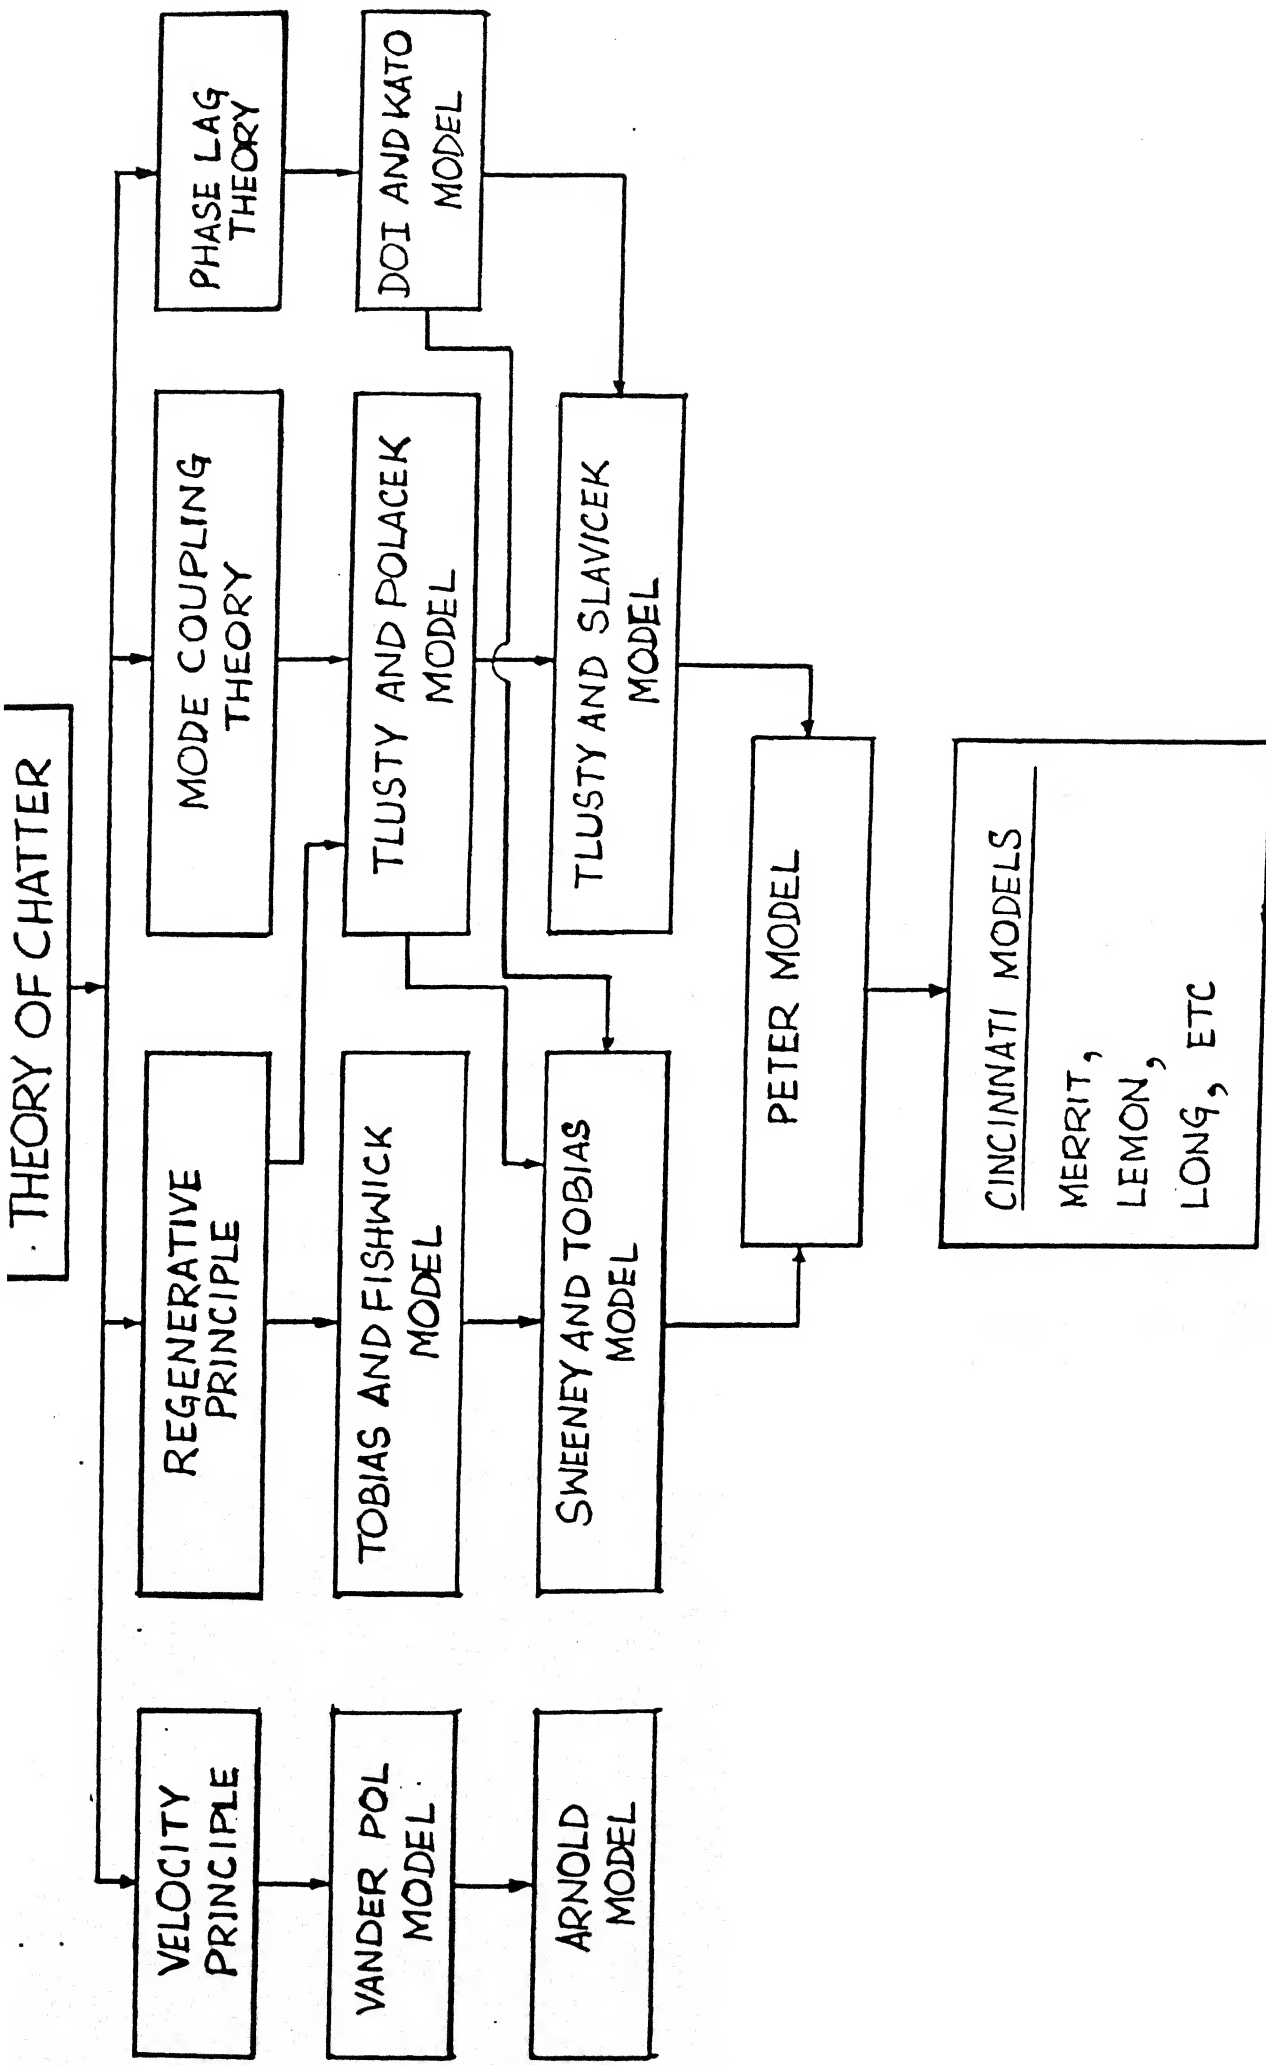 THEORY OF CHATTER
VELOCITY
PRINCIPLE
REGENERATIVE
PRINCIPLE
MODE COUPLING
THEORY
PHASE LAG
THEORY
VANDER POL
MODEL
TOBIAS AND FISHWICK
MODEL
TLUSTY AND POLACEK
MODEL
DOI AND KATO
MODEL
ARNOLD
MODEL
SWEENEY AND TOBIAS
MODEL
TLUSTY AND SLAVICEK
MODEL
PETER MODEL
CINCINNATI MODELS
MERRIT,
LEMON,
LONG, ETC